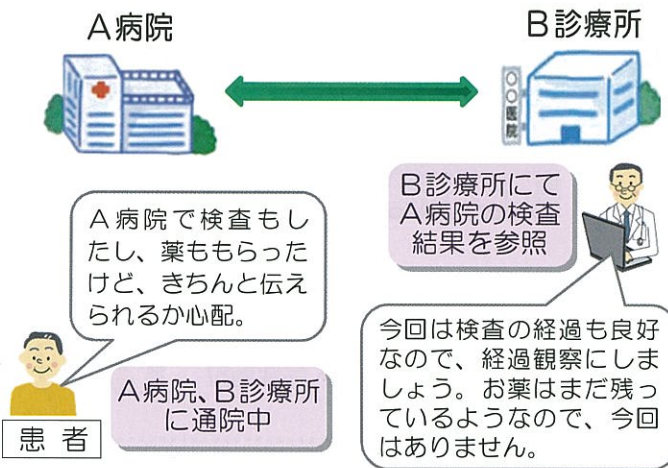 A病院
B診療所
○○医院
B診療所にて
A病院の検査
結果を参照
A病院で検査もし
たし、薬ももらった
けど、きちんと伝え
られるか心配。
今回は検査の経過も良好
なので、経過観察にしま
しょう。お薬はまだ残っ
ているようなので、今回
はありません。
A病院、B診療所
に通院中
患者